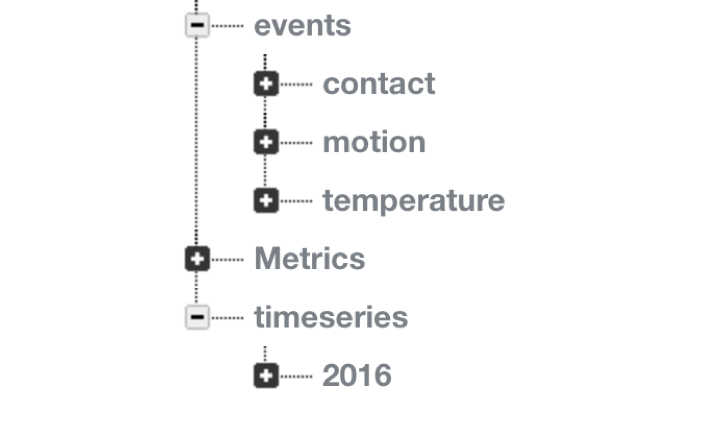 events
contact
motion
temperature
Metrics
timeseries
2016